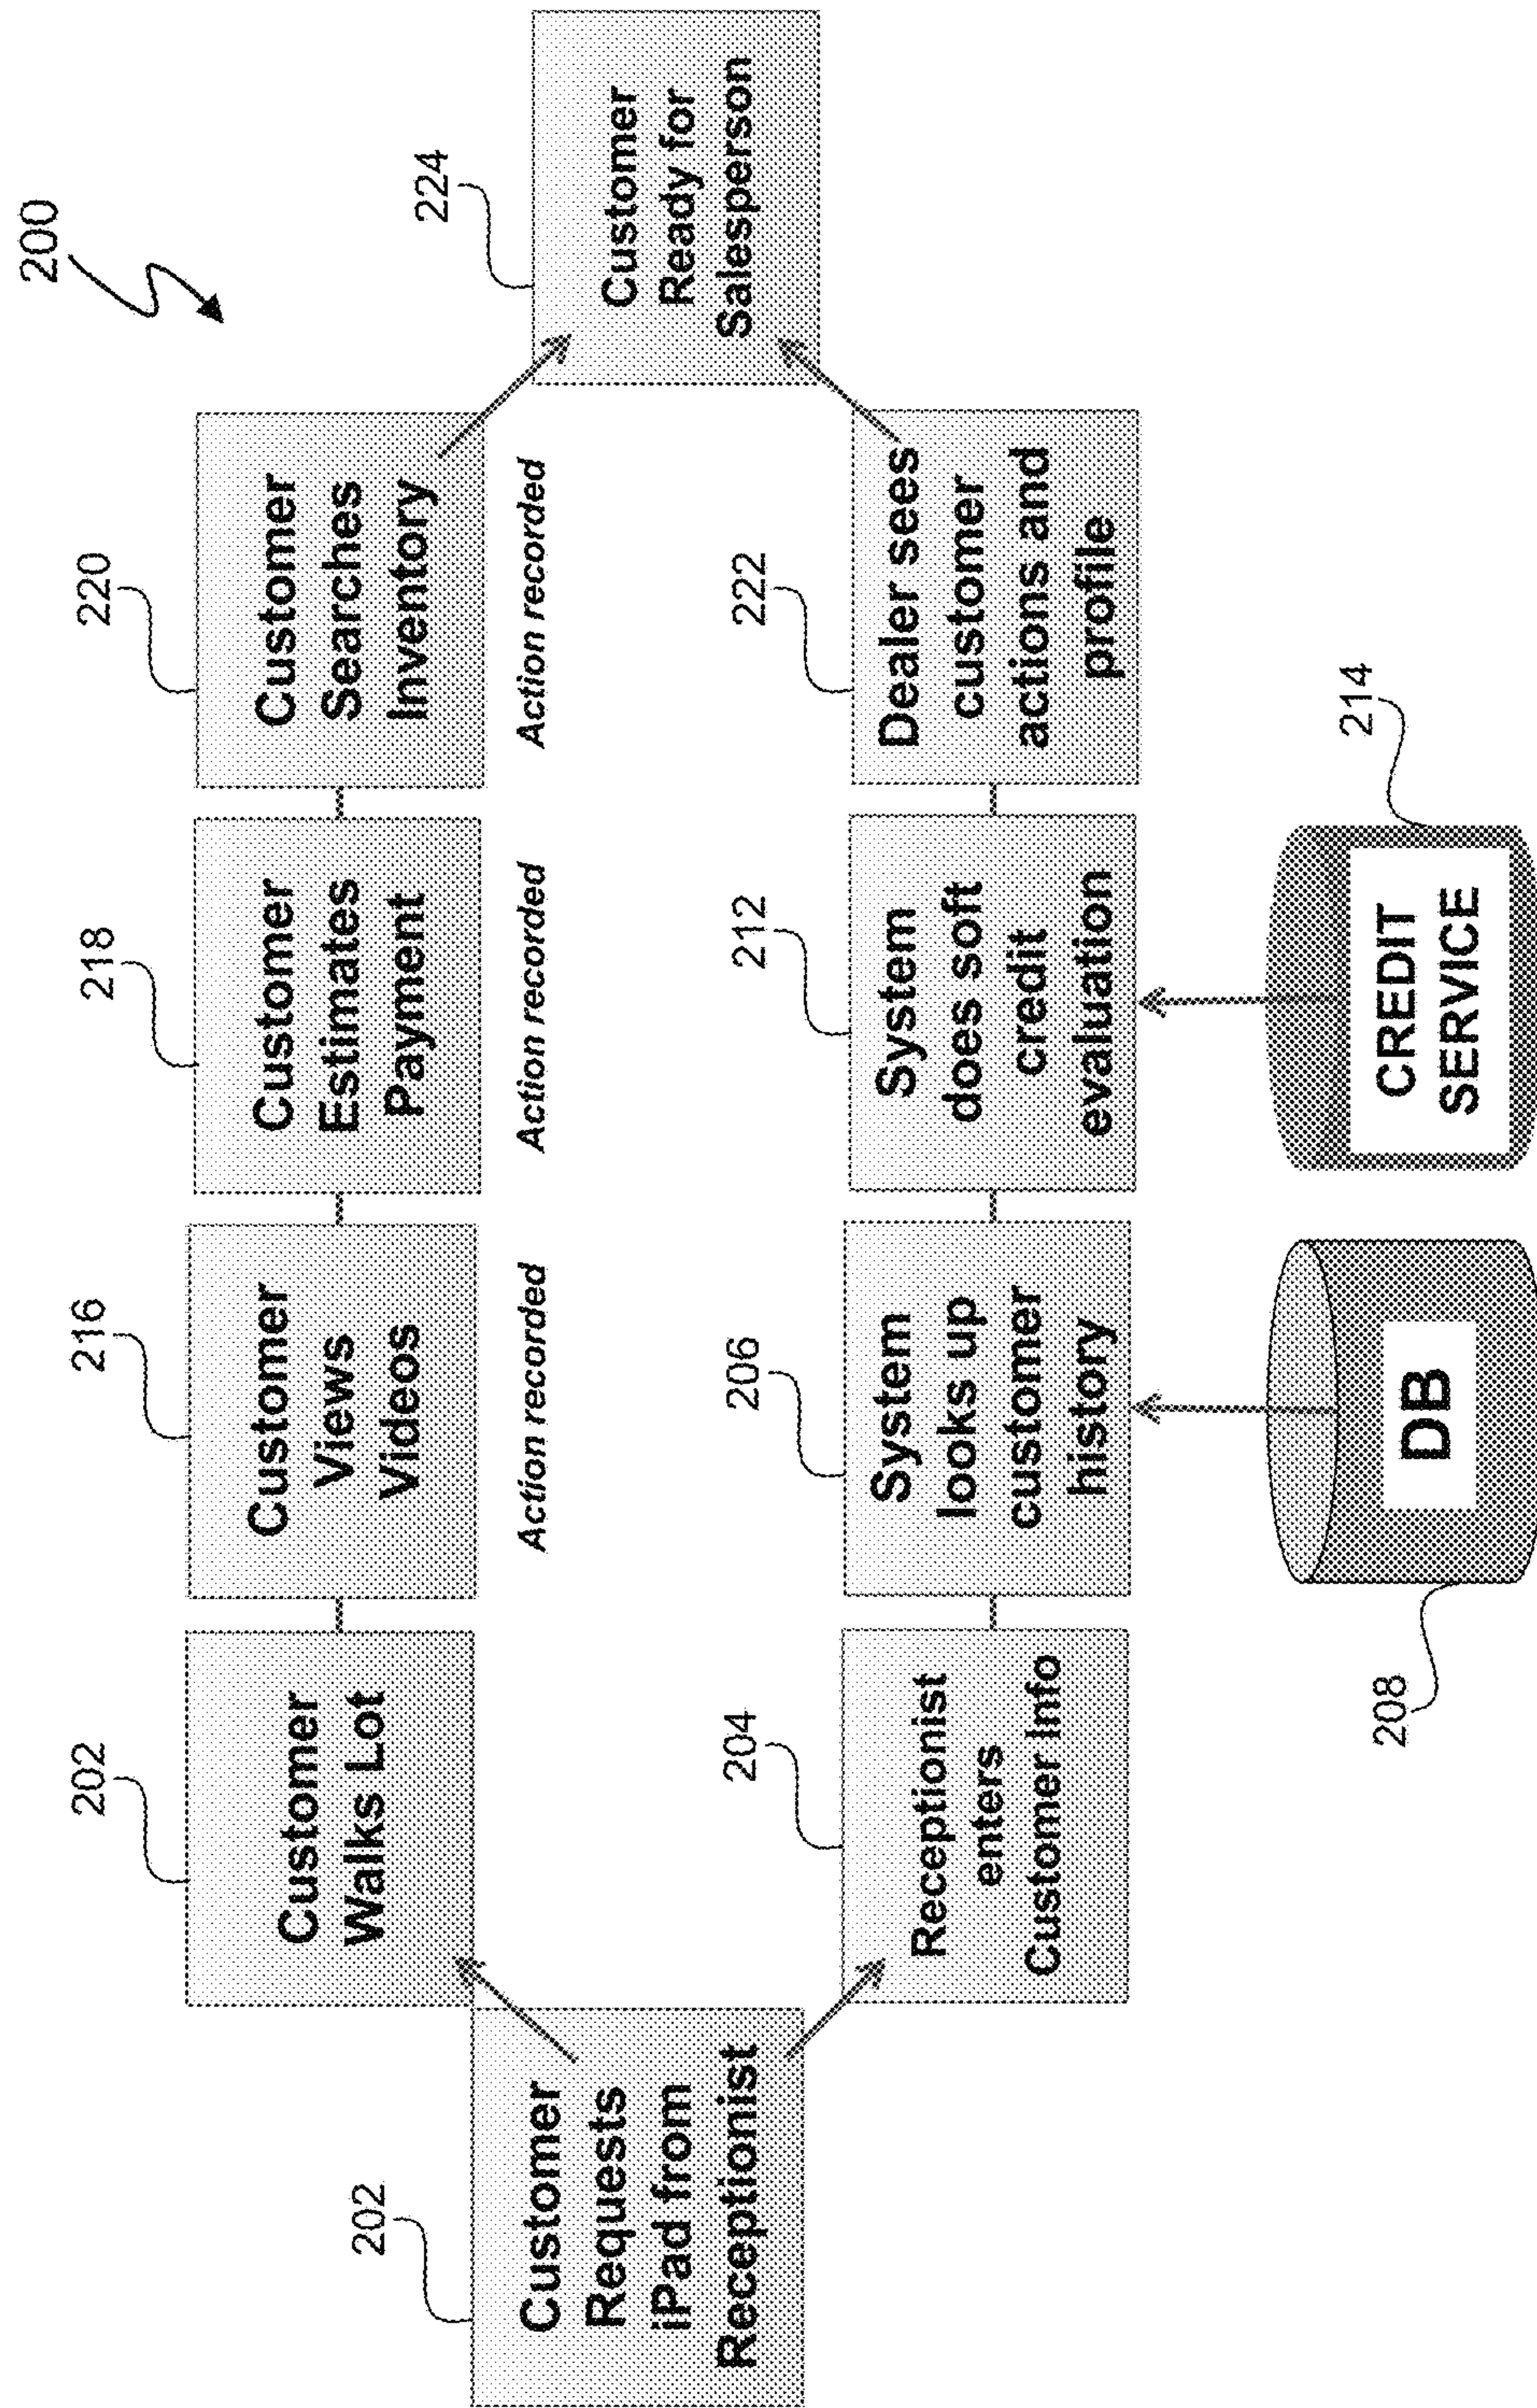 200
202
Customer
Requests
iPad from
Receptionist
202
Customer
Walks Lot
216
Customer
Views
Videos
Action recorded
218
Customer
Estimates
Payment
Action recorded
220
Customer
Searches
Inventory
Action recorded
204
Receptionist
enters
Customer Info
206
System
looks up
customer
history
208
DB
212
System
does soft
credit
evaluation
214
CREDIT
SERVICE
222
Dealer sees
customer
actions and
profile
224
Customer
Ready for
Salesperson